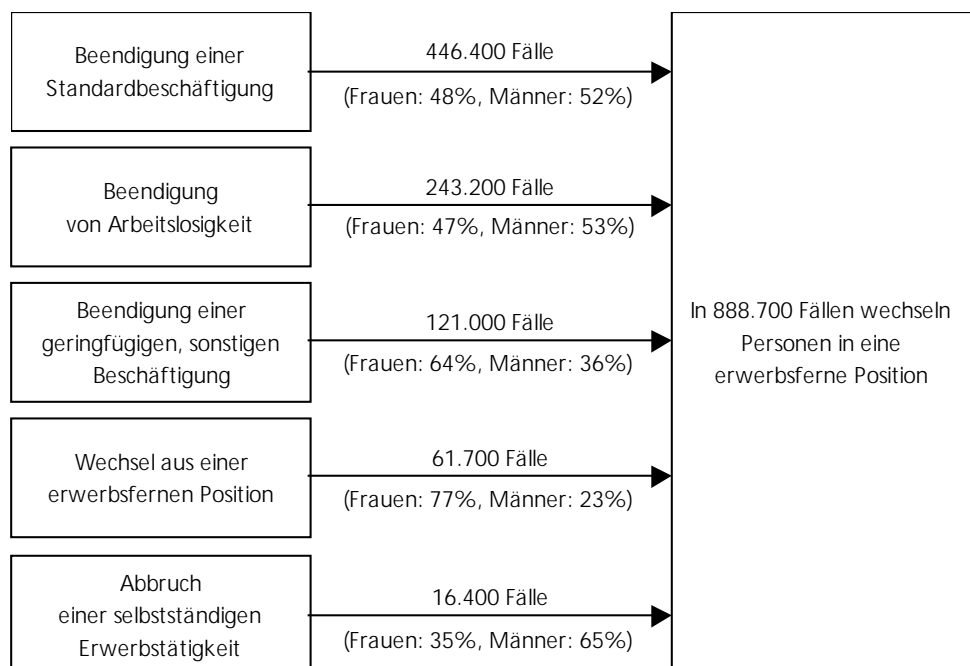 Beendigung einer
Standardbeschäftigung
446.400 Fälle
(Frauen: 48%, Männer: 52%)
Beendigung
von Arbeitslosigkeit
243.200 Fälle
(Frauen: 47%, Männer: 53%)
Beendigung einer
geringfügigen, sonstigen
Beschäftigung
121.000 Fälle
(Frauen: 64%, Männer: 36%)
Wechsel aus einer
erwerbsfernen Position
61.700 Fälle
(Frauen: 77%, Männer: 23%)
Abbruch
einer selbstständigen
Erwerbstätigkeit
16.400 Fälle
(Frauen: 35%, Männer: 65%)
In 888.700 Fällen wechseln
Personen in eine
erwerbsferne Position